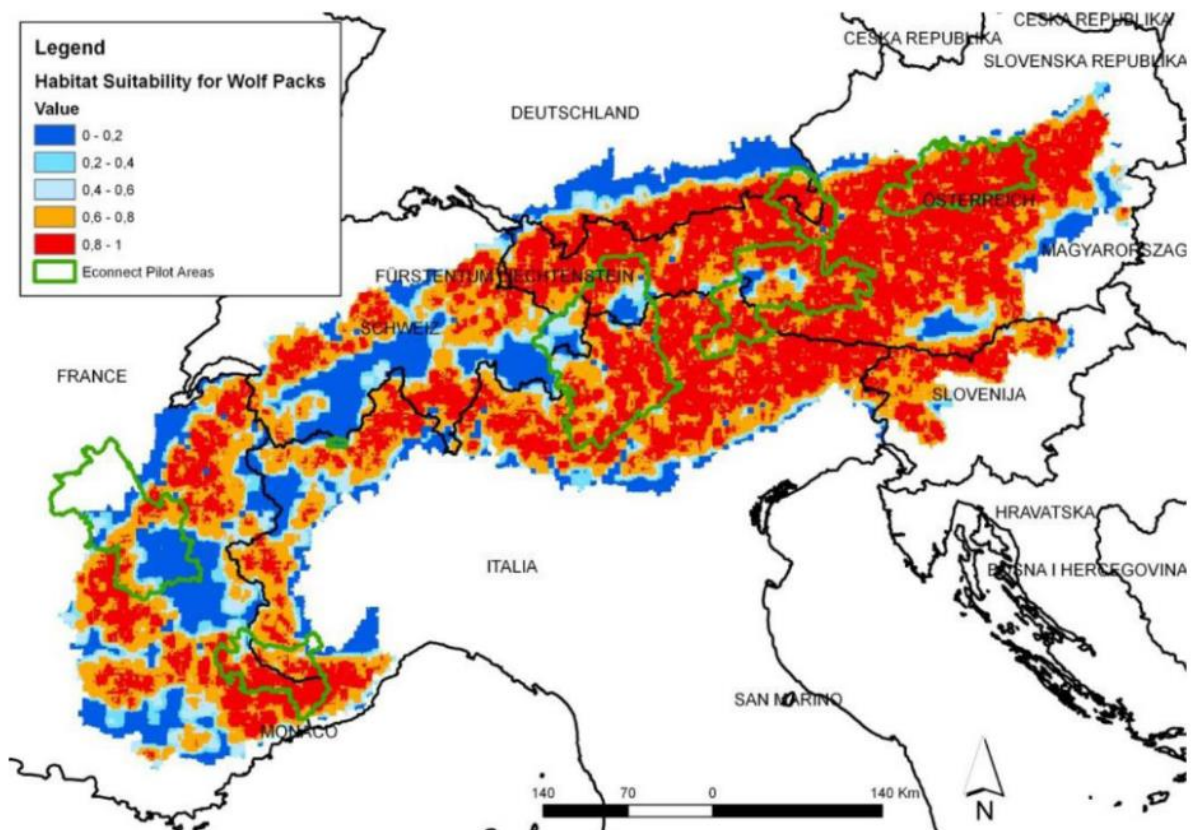 Legend
Habitat Suitability for Wolf Packs
Value
0 - 0,2
0,2 - 0,4
0,4 - 0,6
0,6 - 0,8
0,8 - 1
Econnect Pilot Areas
CESKA REPUBLIKA
CESKA REPUBLIKA
SLOVENSKA REPUBLIKA
DEUTSCHLAND
ÖSTERREICH
MAGYARORSZAG
FÜRSTENTUM LIECHTENSTEIN
SCHWEIZ
FRANCE
SLOVENIJA
HRAVATSKA
ITALIA
BOSNA I HERCEGOVINA
SAN MARINO
MONACO
140 70 0 140 Km
N